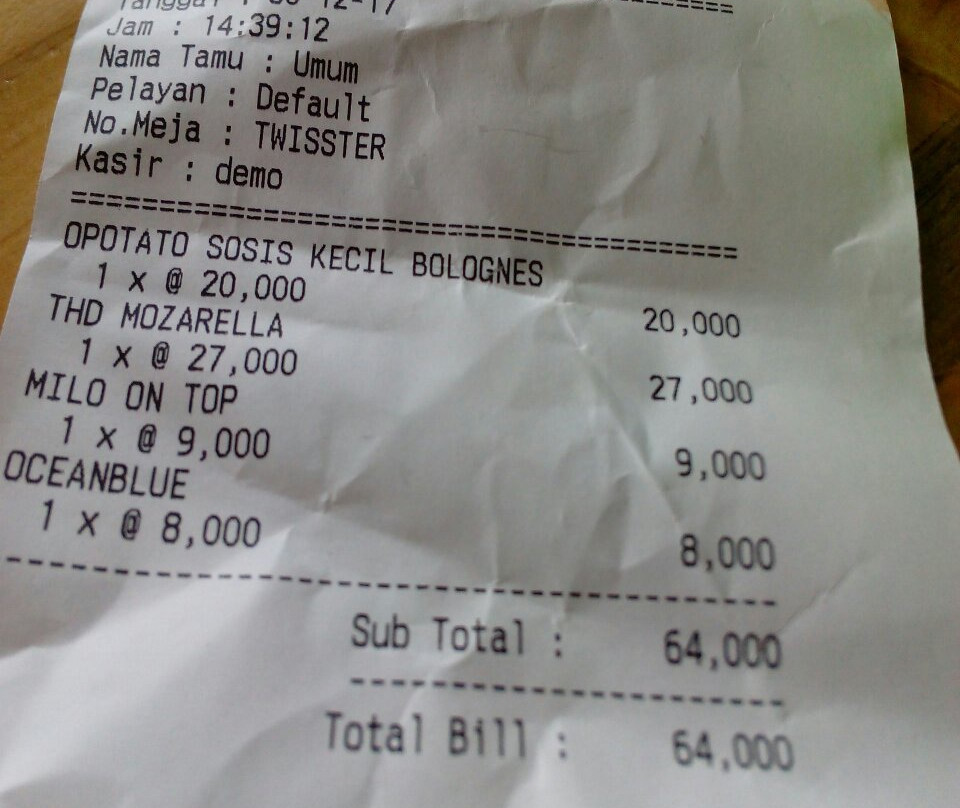 12-17
==========
Jam : 14:39:12
Nama Tamu : Umum
Pelayan : Default
No.Meja : TWISSTER
Kasir : demo
========================================
OPOTATO SOSIS KECIL BOLOGNES
1 x @ 20,000 20,000
THD MOZARELLA
1 x @ 27,000 27,000
MILO ON TOP
1 x @ 9,000 9,000
OCEANBLUE
1 x @ 8,000 8,000
----------------------------------------
Sub Total : 64,000
----------------------
Total Bill : 64,000